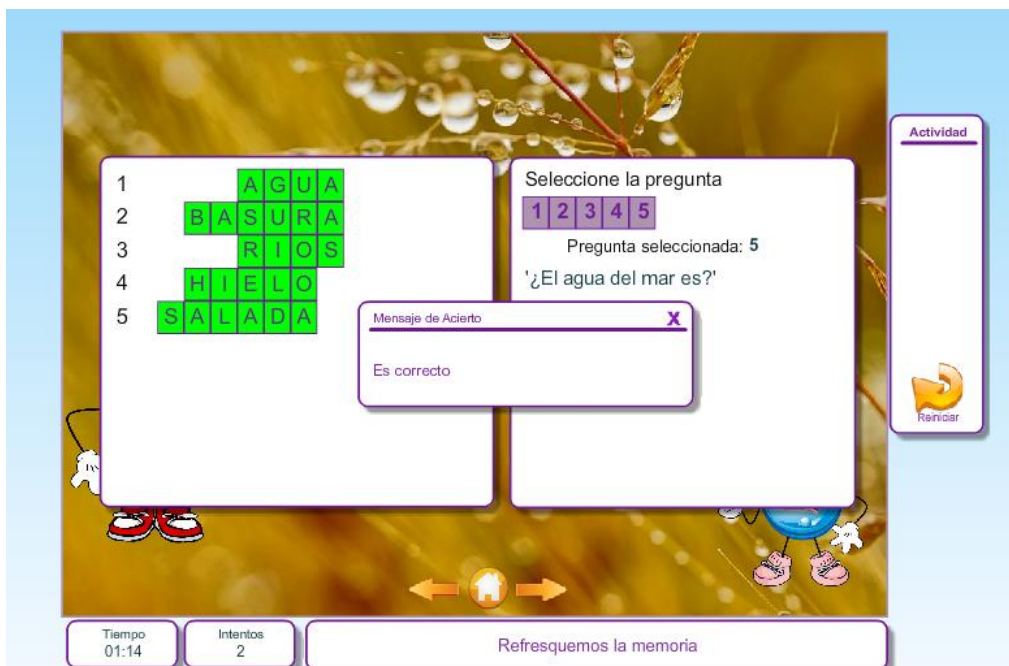 1 AGUA
2 BASURA
3 RIOS
4 HIELO
5 SALADA
Seleccione la pregunta
1 2 3 4 5
Pregunta seleccionada: 5
'¿El agua del mar es?'
Mensaje de Acierto X
Es correcto
Actividad
Reiniciar
Tiempo
01:14
Intentos
2
Refresquemos la memoria